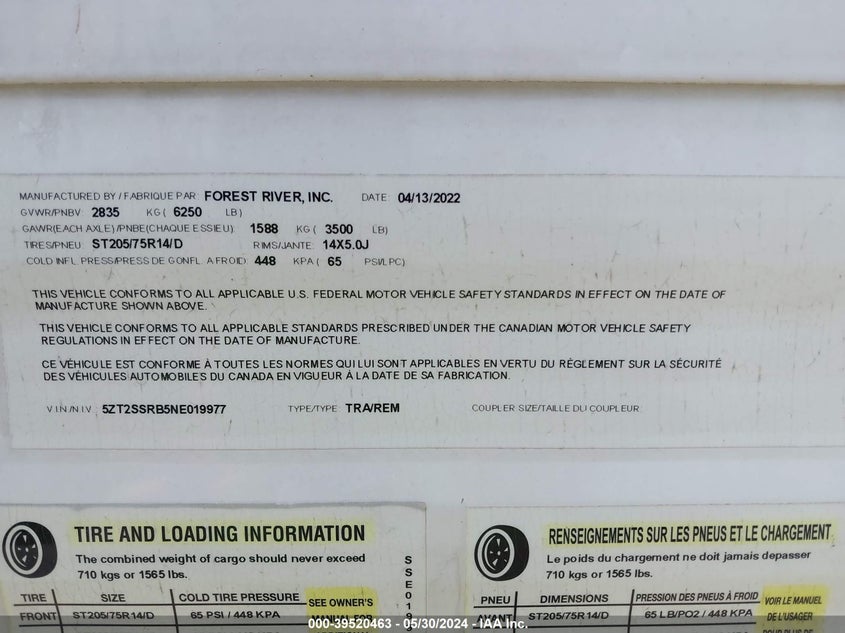 MANUFACTURED BY / FABRIQUE PAR FOREST RIVER, INC. DATE: 04/13/2022
GVWR/PNBV: 2835 KG ( 6250 LB)
GAWR(EACH AXLE)/PNBE(CHAQUE ESSIEU): 1588 KG ( 3500 LB)
TIRES/PNEU: ST205/75R14/D RIMS/JANTE: 14X5.0J
COLD INFL. PRESS/PRESS DE GONFL. A FROID: 448 KPA ( 65 PSI/LPC)
THIS VEHICLE CONFORMS TO ALL APPLICABLE U.S. FEDERAL MOTOR VEHICLE SAFETY STANDARDS IN EFFECT ON THE DATE OF
MANUFACTURE SHOWN ABOVE.
THIS VEHICLE CONFORMS TO ALL APPLICABLE STANDARDS PRESCRIBED UNDER THE CANADIAN MOTOR VEHICLE SAFETY
REGULATIONS IN EFFECT ON THE DATE OF MANUFACTURE.
CE VÉHICULE EST CONFORME À TOUTES LES NORMES QUI LUI SONT APPLICABLES EN VERTU DU RÈGLEMENT SUR LA SÉCURITÉ
DES VÉHICULES AUTOMOBILES DU CANADA EN VIGUEUR À LA DATE DE SA FABRICATION.
V.I.N./N.I.V. 5ZT2SSRB5NE019977 TYPE/TYPE: TRA/REM COUPLER SIZE/TAILLE DU COUPLEUR:
TIRE AND LOADING INFORMATION
The combined weight of cargo should never exceed
710 kgs or 1565 lbs.
TIRE SIZE COLD TIRE PRESSURE SEE OWNER'S
FRONT ST205/75R14/D 65 PSI / 448 KPA
SSE019
RENSEIGNEMENTS SUR LES PNEUS ET LE CHARGEMENT
Le poids du chargement ne doit jamais depasser
710 kgs or 1565 lbs.
PNEU DIMENSIONS PRESSION DES PNEUS À FROID VOIR LE MANUEL
AVANT ST205/75R14/D 65 LB/PO2 / 448 KPA DE L'USAGER
000-39520463 - 05/30/2024 - IAA Inc.